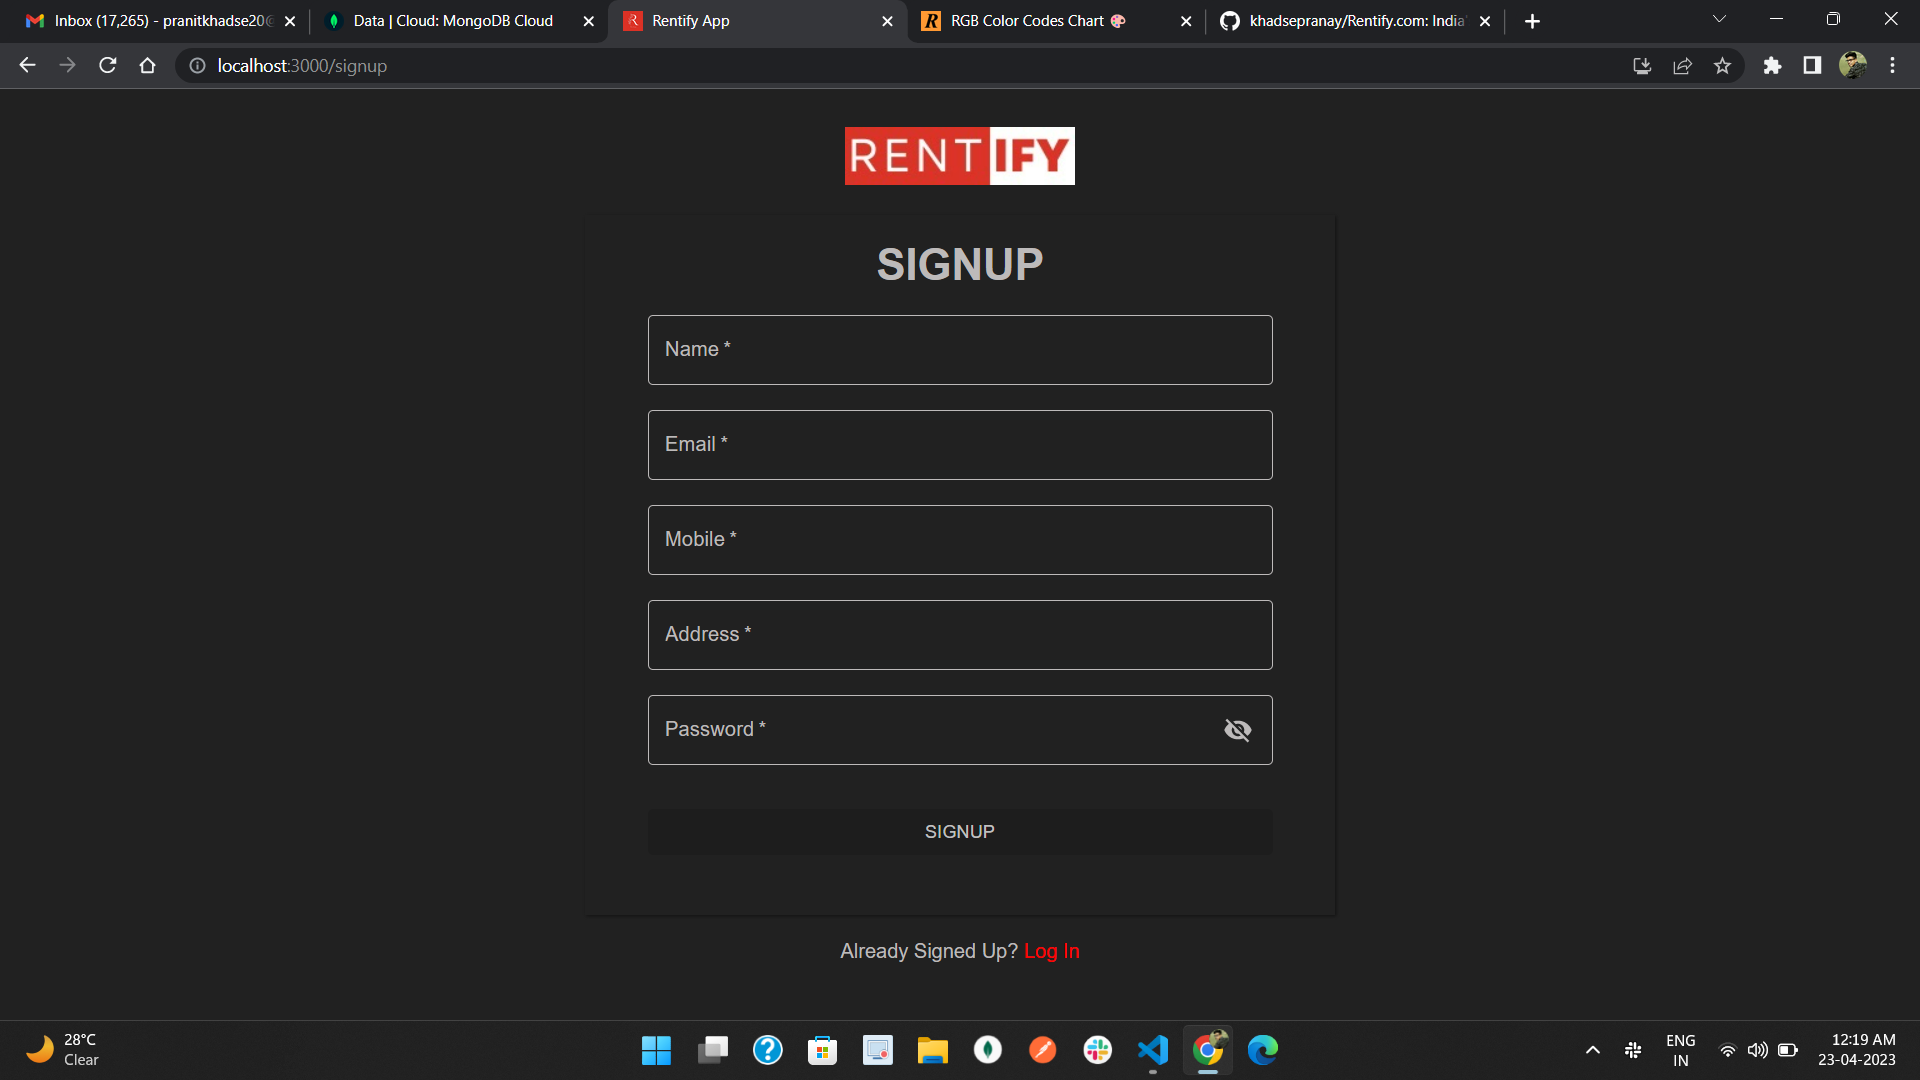 Inbox (17,265) - pranitkhadse20@
Data | Cloud: MongoDB Cloud
Rentify App
RGB Color Codes Chart 🎨
khadsepranay/Rentify.com: India'
localhost:3000/signup
RENTIFY
SIGNUP
Name *
Email *
Mobile *
Address *
Password *
SIGNUP
Already Signed Up? Log In
28°C
Clear
ENG
IN
12:19 AM
23-04-2023